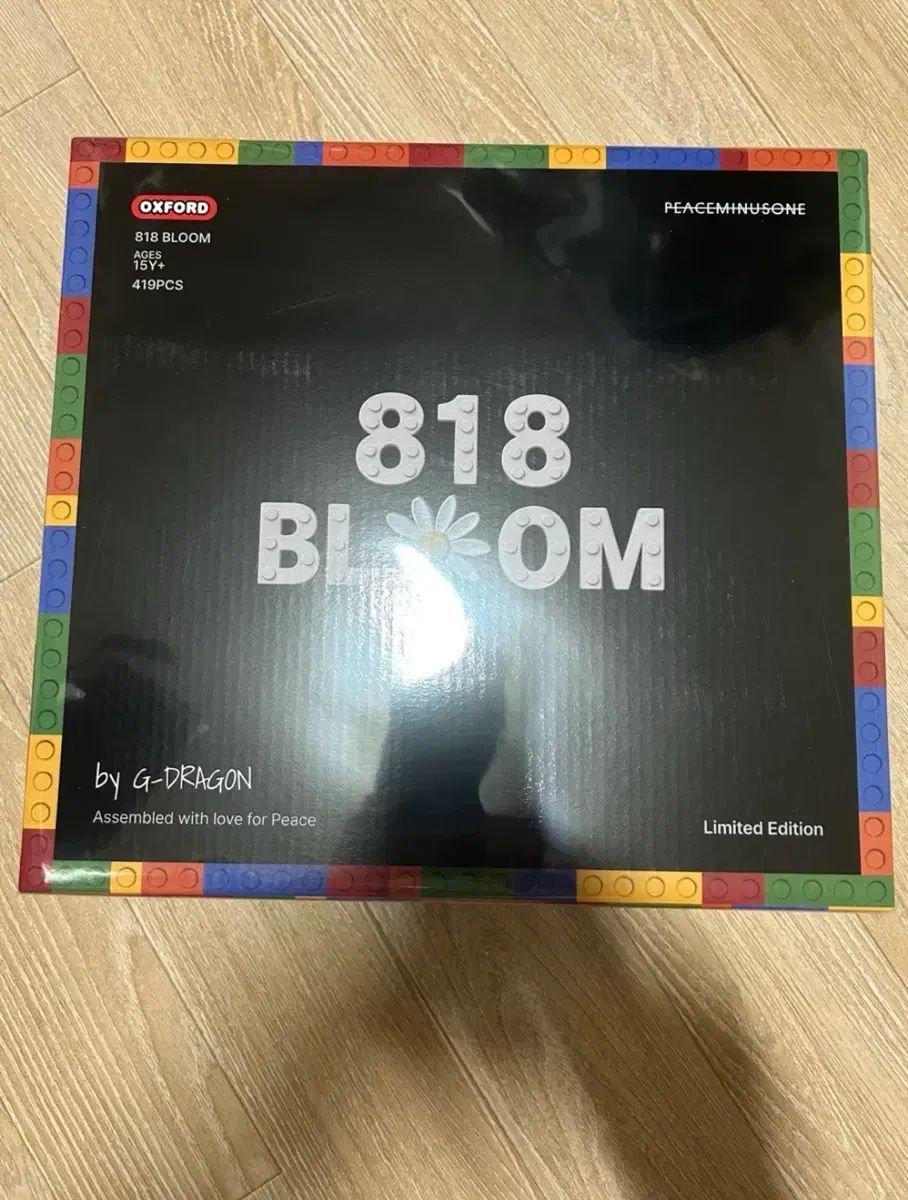 OXFORD
PEACEMINUSONE
818 BLOOM
AGES
15Y+
419PCS
818
BLOOM
by G-DRAGON
Assembled with love for Peace
Limited Edition